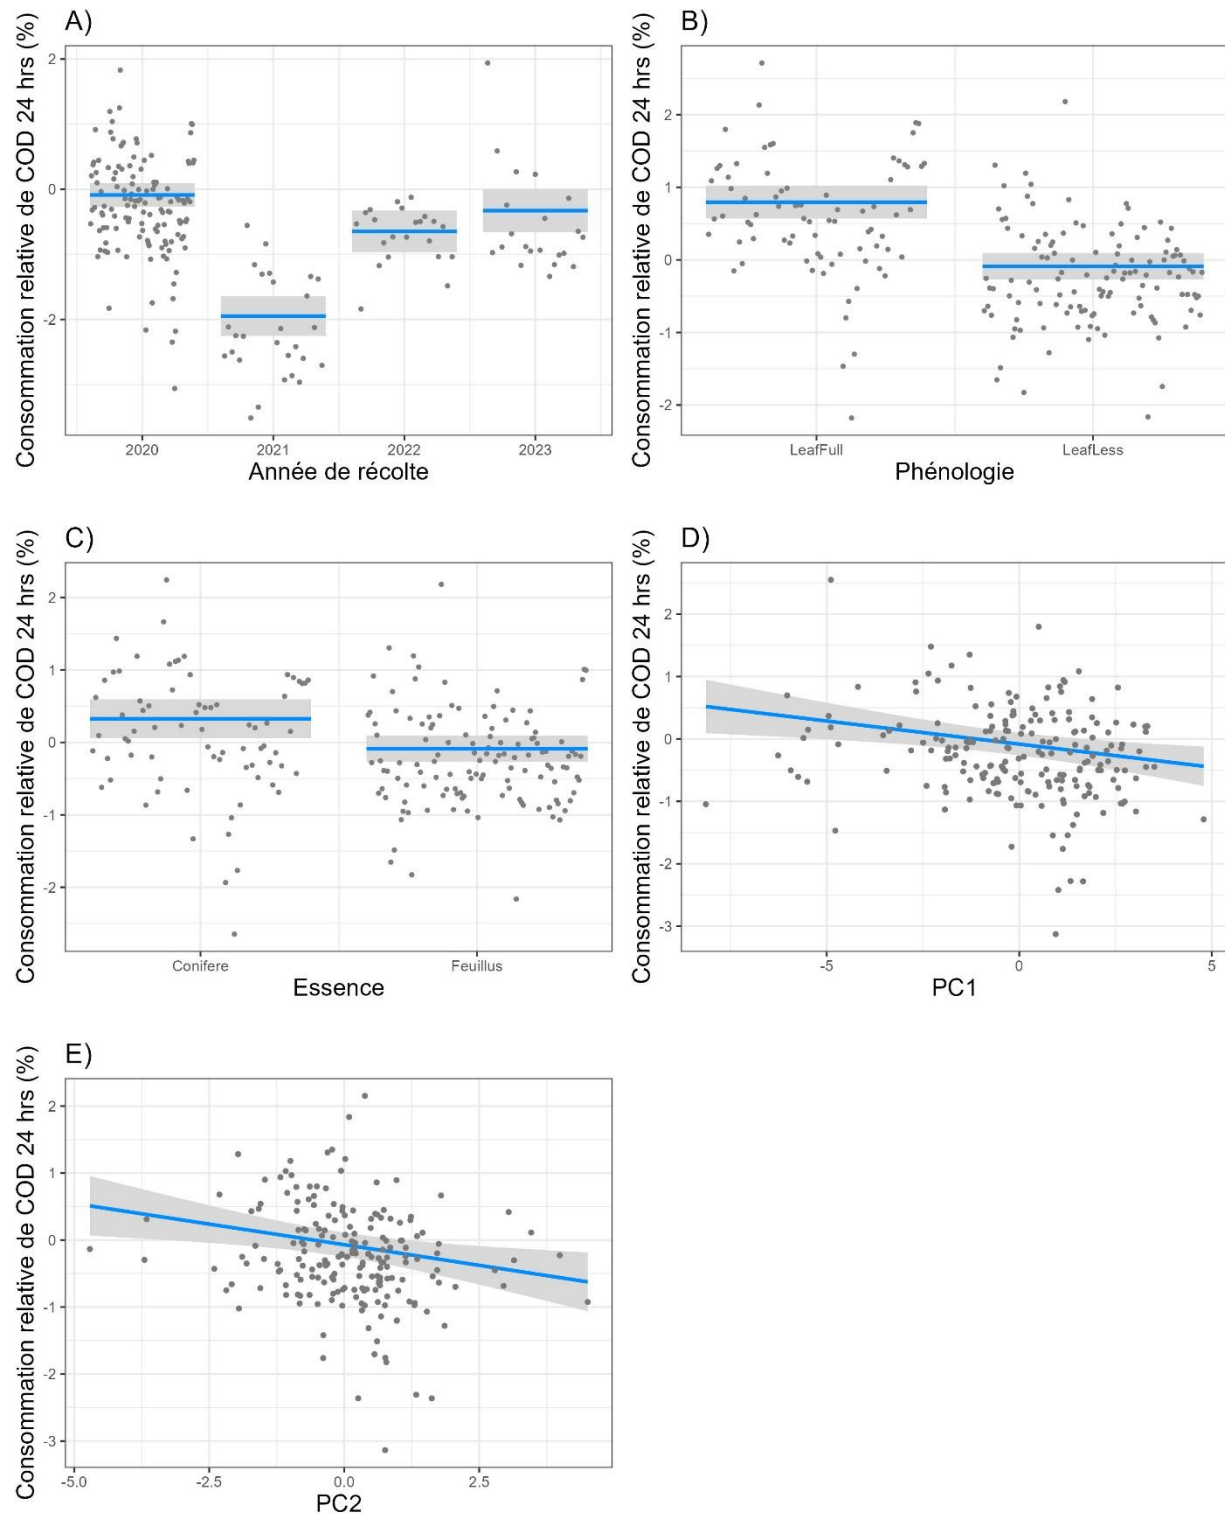 A)
Consommation relative de COD 24 hrs (%)
2
0
-2
2020
2021
2022
2023
Année de récolte
B)
Consommation relative de COD 24 hrs (%)
2
1
0
-1
-2
LeafFull
LeafLess
Phénologie
C)
Consommation relative de COD 24 hrs (%)
2
1
0
-1
-2
Conifere
Feuillus
Essence
D)
Consommation relative de COD 24 hrs (%)
2
1
0
-1
-2
-3
-5
0
5
PC1
E)
Consommation relative de COD 24 hrs (%)
2
1
0
-1
-2
-3
-5.0
-2.5
0.0
2.5
PC2